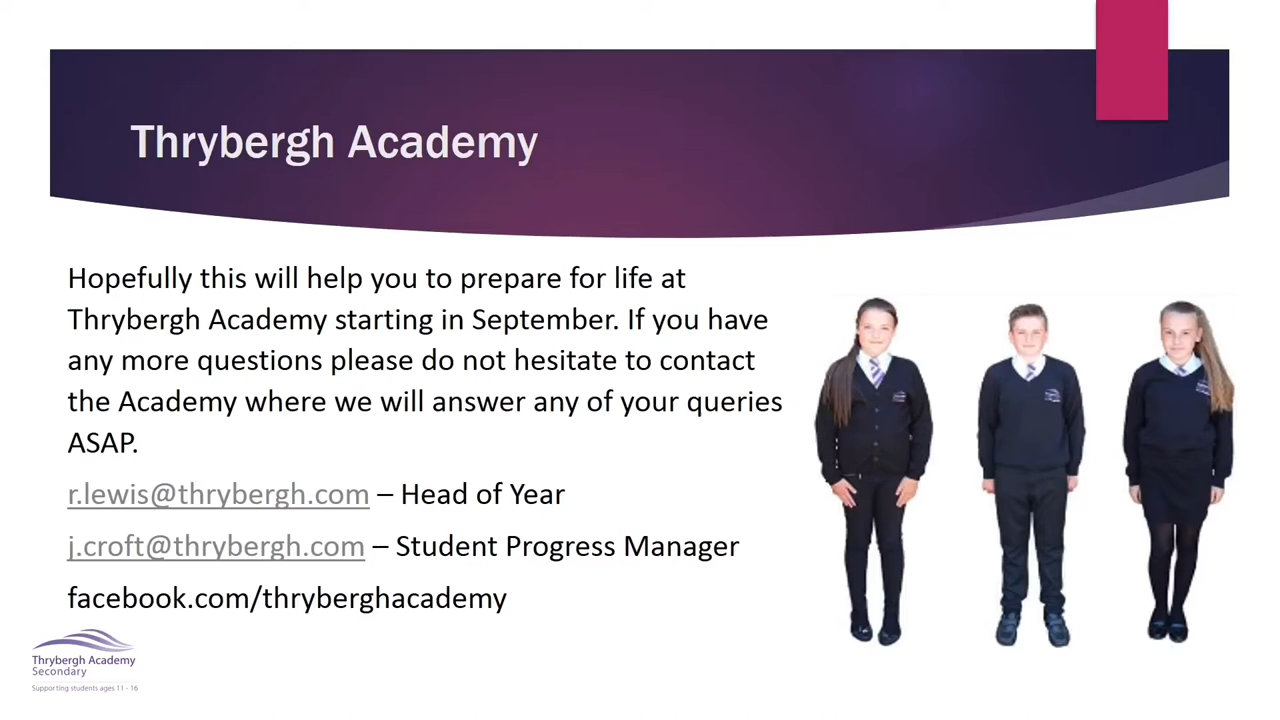 Thrybergh Academy
Hopefully this will help you to prepare for life at
Thrybergh Academy starting in September. If you have
any more questions please do not hesitate to contact
the Academy where we will answer any of your queries
ASAP.
r.lewis@thrybergh.com – Head of Year
j.croft@thrybergh.com – Student Progress Manager
facebook.com/thryberghacademy
Thrybergh Academy
Secondary
Supporting students ages 11 - 16